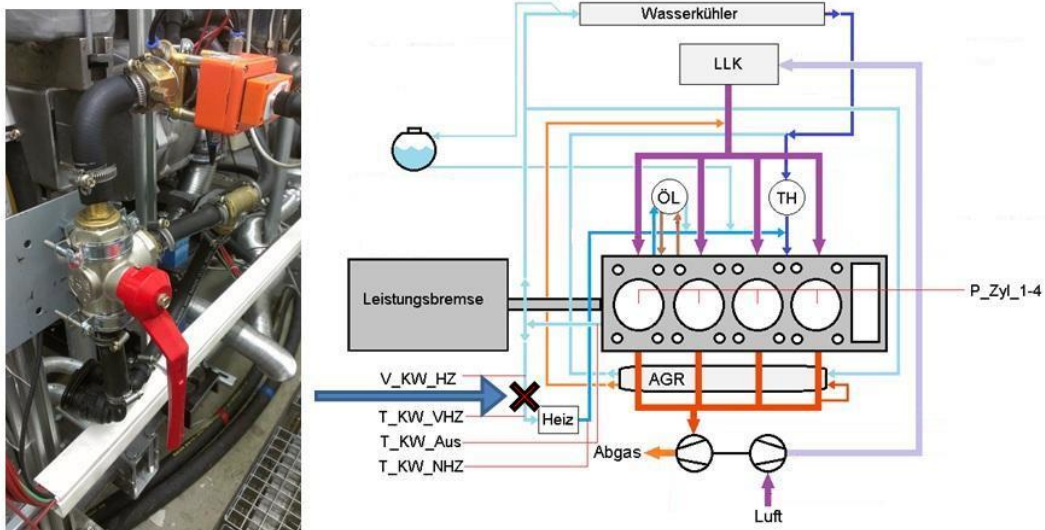 Wasserkühler
LLK
ÖL
TH
Leistungsbremse
P_Zyl_1-4
V_KW_HZ
AGR
T_KW_VHZ
Heiz
T_KW_Aus
T_KW_NHZ
Abgas
Luft